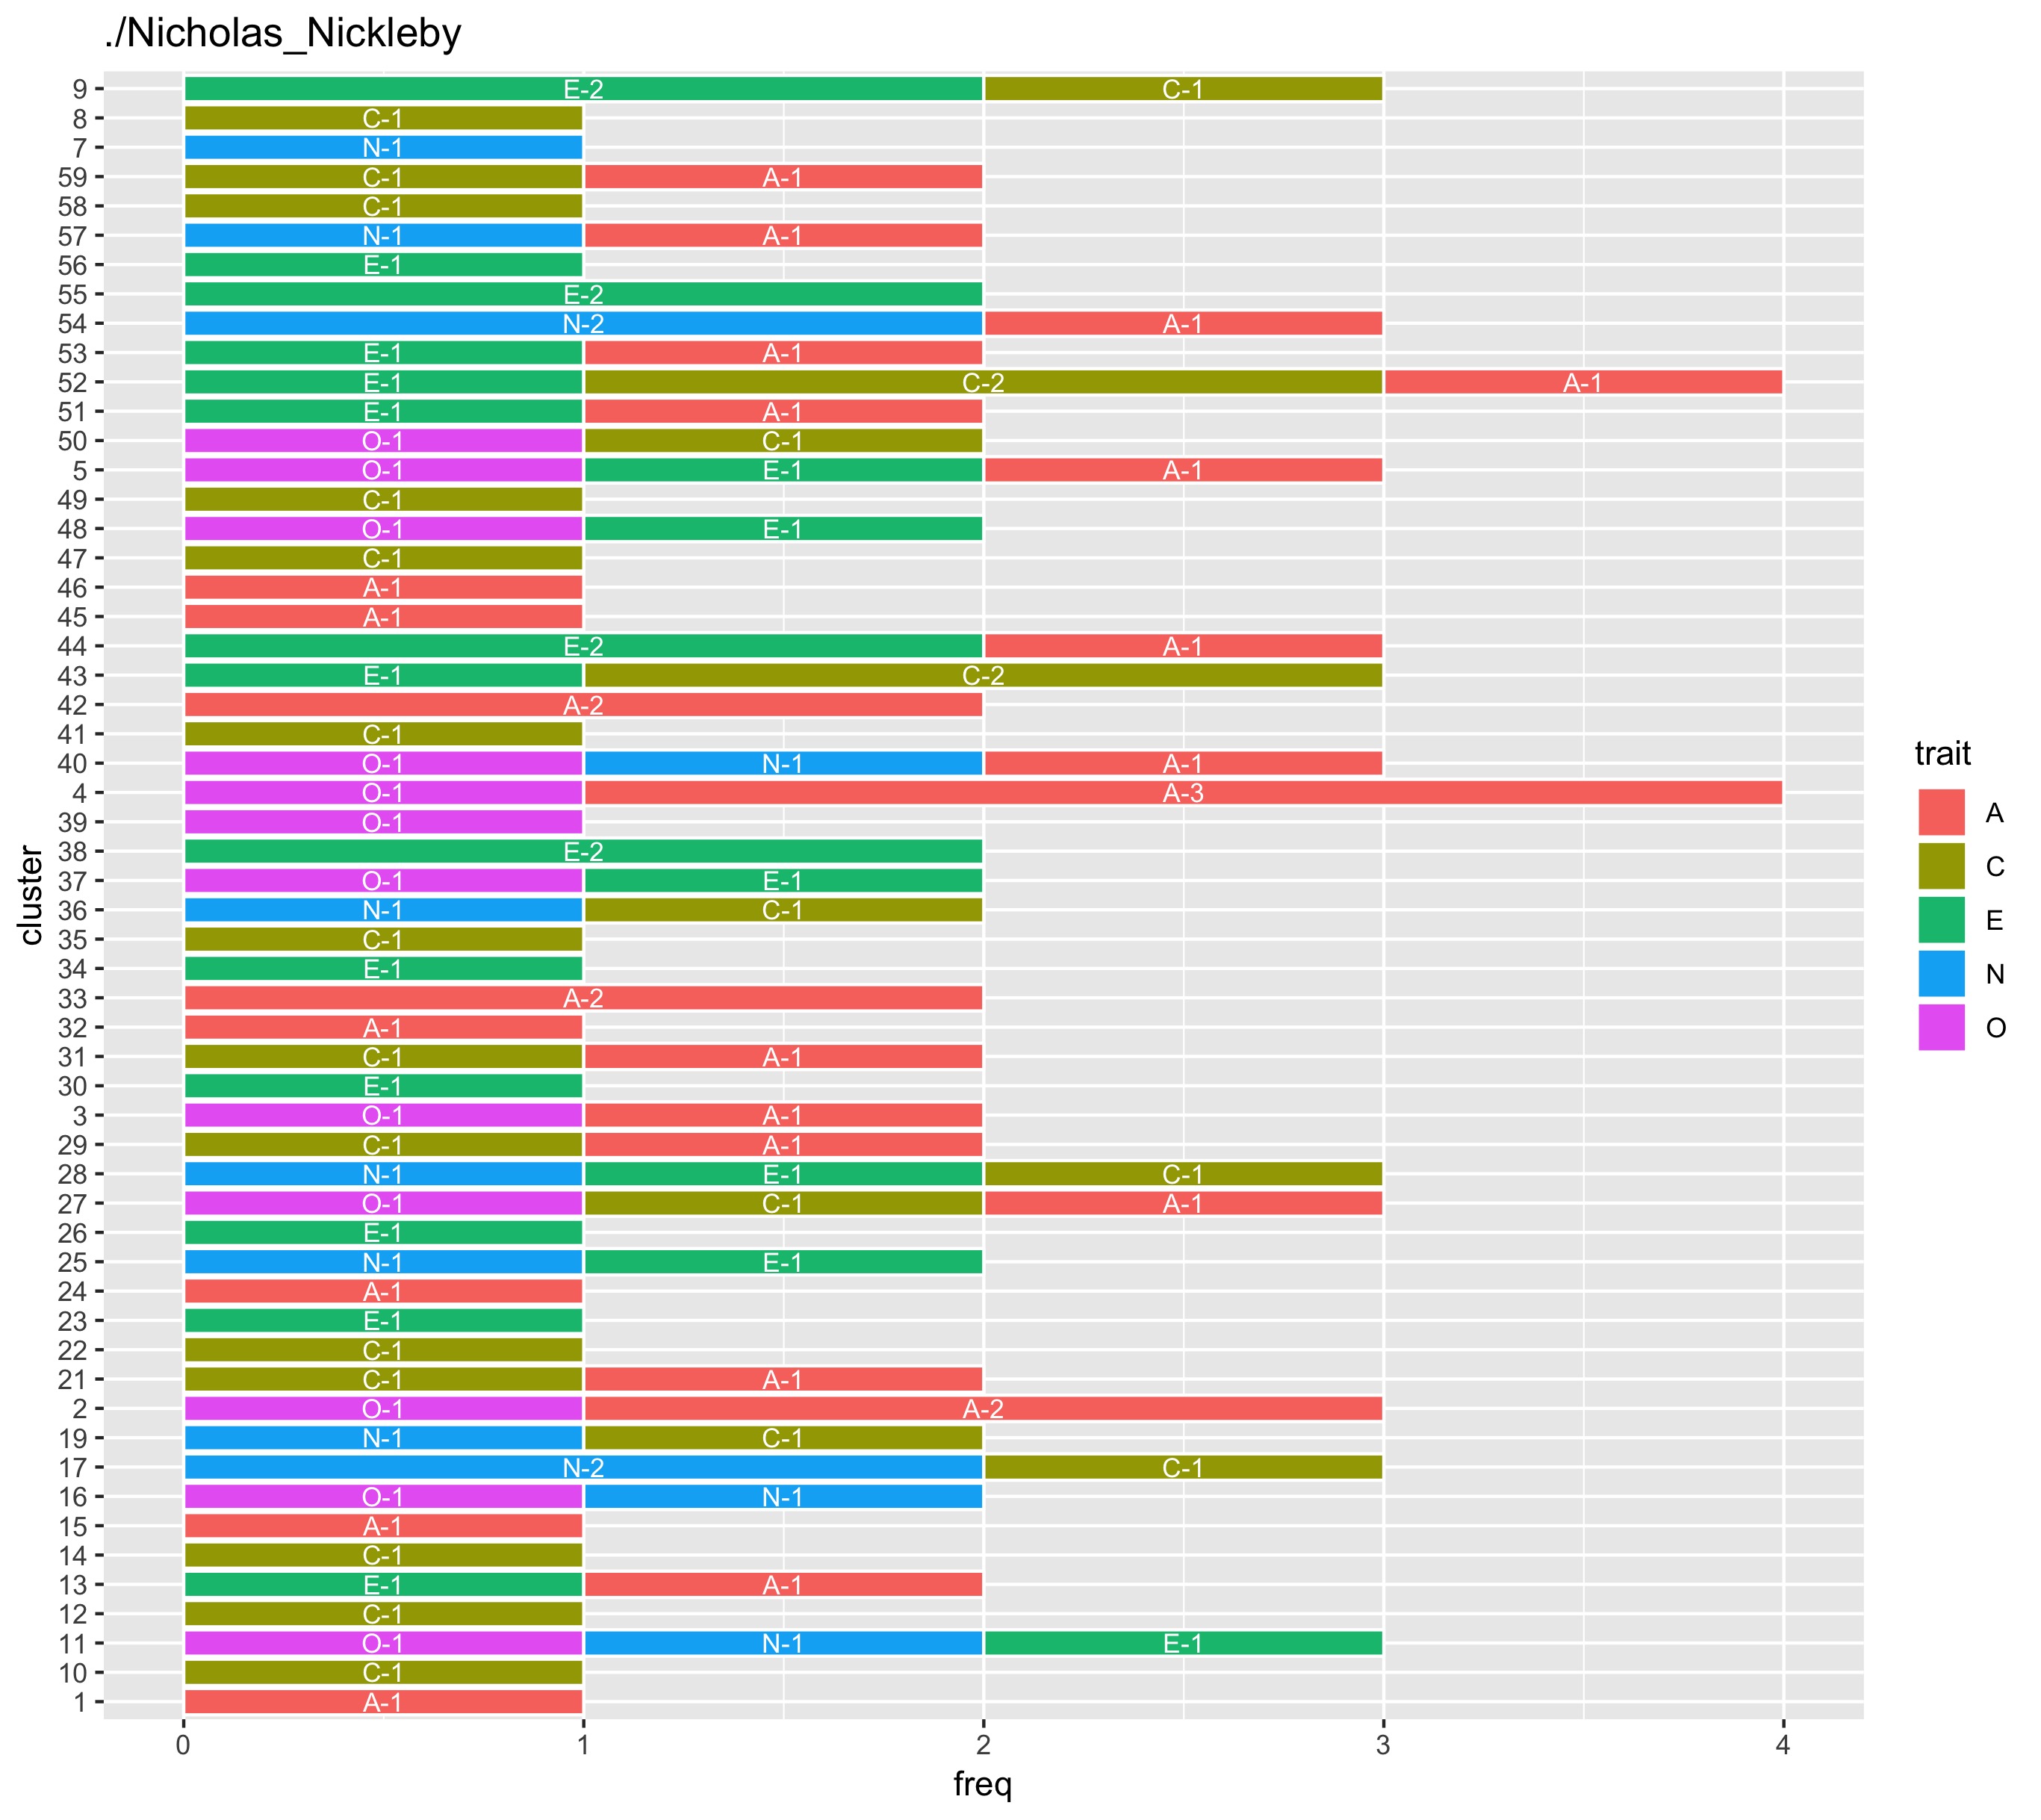 ./Nicholas_Nickleby
9 E-2 C-1
8 C-1
7 N-1
59 C-1 A-1
58 C-1
57 N-1 A-1
56 E-1
55 E-2
54 N-2 A-1
53 E-1 A-1
52 E-1 C-2 A-1
51 E-1 A-1
50 O-1 C-1
5 O-1 E-1 A-1
49 C-1
48 O-1 E-1
47 C-1
46 A-1
45 A-1
44 E-2 A-1
43 E-1 C-2
42 A-2
41 C-1
40 O-1 N-1 A-1
4 O-1 A-3
39 O-1
38 E-2
37 O-1 E-1
36 N-1 C-1
35 C-1
34 E-1
33 A-2
32 A-1
31 C-1 A-1
30 E-1
3 O-1 A-1
29 C-1 A-1
28 N-1 E-1 C-1
27 O-1 C-1 A-1
26 E-1
25 N-1 E-1
24 A-1
23 E-1
22 C-1
21 C-1 A-1
2 O-1 A-2
19 N-1 C-1
17 N-2 C-1
16 O-1 N-1
15 A-1
14 C-1
13 E-1 A-1
12 C-1
11 O-1 N-1 E-1
10 C-1
1 A-1
0 1 2 3 4
freq
cluster
trait
A
C
E
N
O